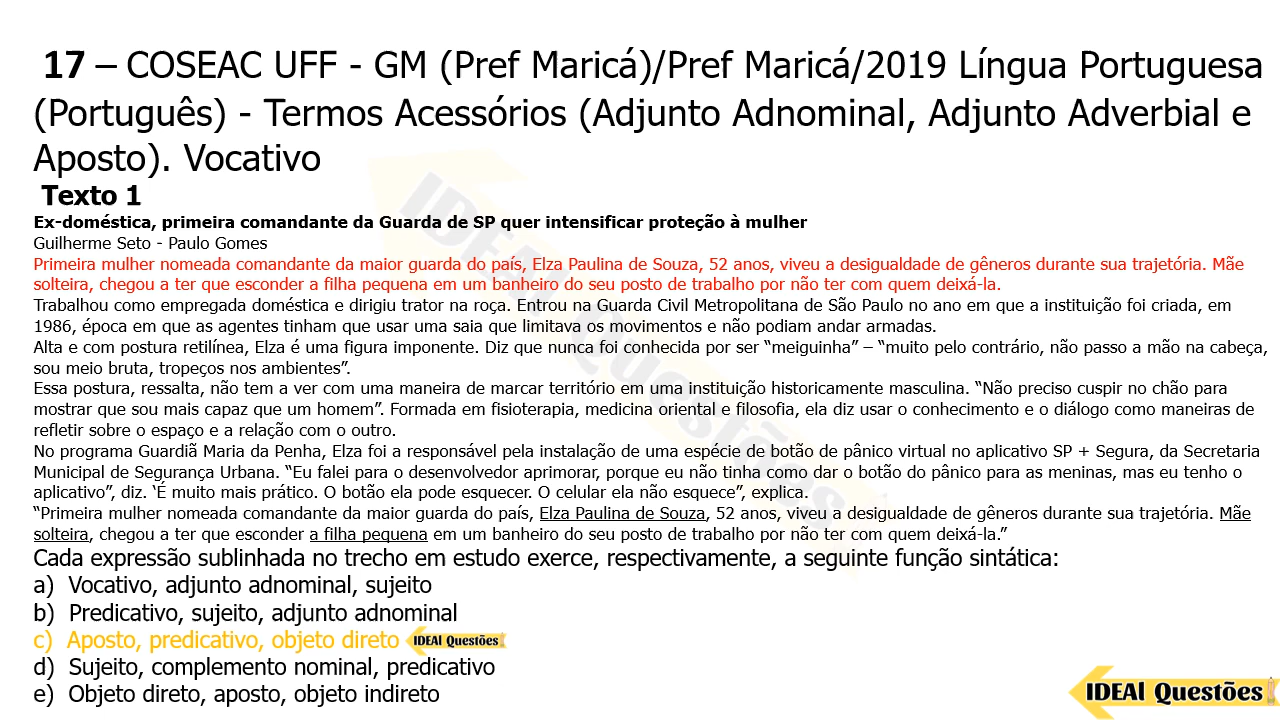 17 – COSEAC UFF - GM (Pref Maricá)/Pref Maricá/2019 Língua Portuguesa
(Português) - Termos Acessórios (Adjunto Adnominal, Adjunto Adverbial e
Aposto). Vocativo
Texto 1
Ex-doméstica, primeira comandante da Guarda de SP quer intensificar proteção à mulher
Guilherme Seto - Paulo Gomes
Primeira mulher nomeada comandante da maior guarda do país, Elza Paulina de Souza, 52 anos, viveu a desigualdade de gêneros durante sua trajetória. Mãe
solteira, chegou a ter que esconder a filha pequena em um banheiro do seu posto de trabalho por não ter com quem deixá-la.
Trabalhou como empregada doméstica e dirigiu trator na roça. Entrou na Guarda Civil Metropolitana de São Paulo no ano em que a instituição foi criada, em
1986, época em que as agentes tinham que usar uma saia que limitava os movimentos e não podiam andar armadas.
Alta e com postura retilínea, Elza é uma figura imponente. Diz que nunca foi conhecida por ser “meiguinha” – “muito pelo contrário, não passo a mão na cabeça,
sou meio bruta, tropeços nos ambientes”.
Essa postura, ressalta, não tem a ver com uma maneira de marcar território em uma instituição historicamente masculina. “Não preciso cuspir no chão para
mostrar que sou mais capaz que um homem”. Formada em fisioterapia, medicina oriental e filosofia, ela diz usar o conhecimento e o diálogo como maneiras de
refletir sobre o espaço e a relação com o outro.
No programa Guardiã Maria da Penha, Elza foi a responsável pela instalação de uma espécie de botão de pânico virtual no aplicativo SP + Segura, da Secretaria
Municipal de Segurança Urbana. “Eu falei para o desenvolvedor aprimorar, porque eu não tinha como dar o botão do pânico para as meninas, mas eu tenho o
aplicativo”, diz. ‘É muito mais prático. O botão ela pode esquecer. O celular ela não esquece”, explica.
“Primeira mulher nomeada comandante da maior guarda do país, Elza Paulina de Souza, 52 anos, viveu a desigualdade de gêneros durante sua trajetória. Mãe
solteira, chegou a ter que esconder a filha pequena em um banheiro do seu posto de trabalho por não ter com quem deixá-la.”
Cada expressão sublinhada no trecho em estudo exerce, respectivamente, a seguinte função sintática:
a) Vocativo, adjunto adnominal, sujeito
b) Predicativo, sujeito, adjunto adnominal
c) Aposto, predicativo, objeto direto IDEAl Questões
d) Sujeito, complemento nominal, predicativo
e) Objeto direto, aposto, objeto indireto
IDEAl Questões
IDEAl Questões